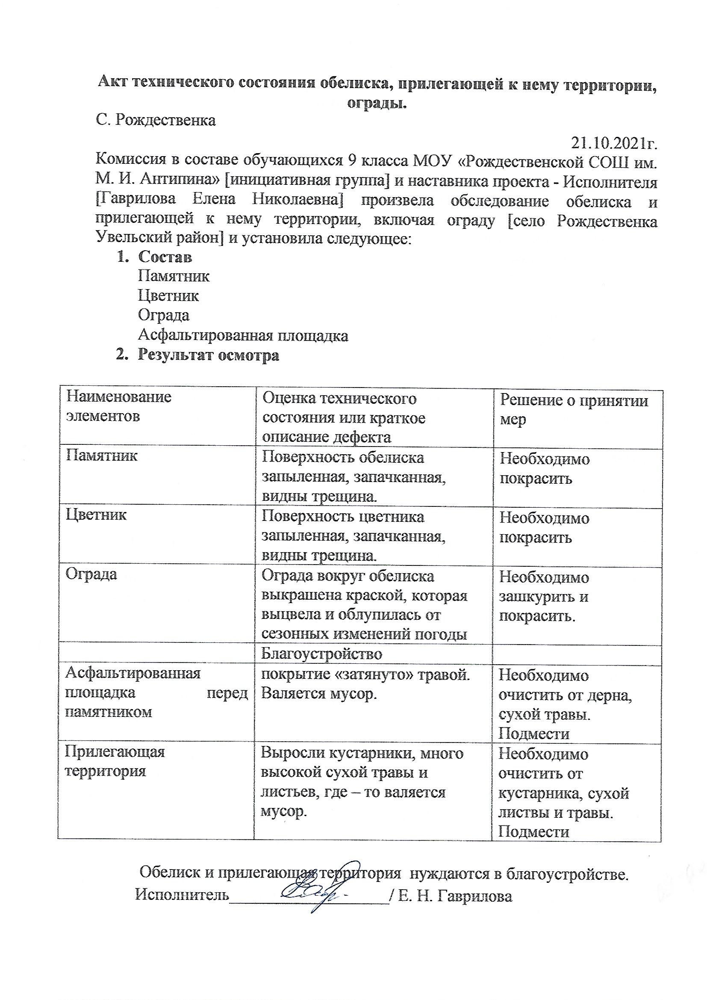 Акт технического состояния обелиска, прилегающей к нему территории,
ограды.
С. Рождественка
21.10.2021г.
Комиссия в составе обучающихся 9 класса МОУ «Рождественской СОШ им.
М. И. Антипина» [инициативная группа] и наставника проекта - Исполнителя
[Гаврилова Елена Николаевна] произвела обследование обелиска и
прилегающей к нему территории, включая ограду [село Рождественка
Увельский район] и установила следующее:
1. Состав
Памятник
Цветник
Ограда
Асфальтированная площадка
2. Результат осмотра
Наименование
элементов
Оценка технического
состояния или краткое
описание дефекта
Решение о принятии
мер
Памятник
Поверхность обелиска
запыленная, запачканная,
видны трещина.
Необходимо
покрасить
Цветник
Поверхность цветника
запыленная, запачканная,
видны трещина.
Необходимо
покрасить
Ограда
Ограда вокруг обелиска
выкрашена краской, которая
выцвела и облупилась от
сезонных изменений погоды
Необходимо
зашкурить и
покрасить.
Благоустройство
Асфальтированная
площадка перед
памятником
покрытие «затянуто» травой.
Валяется мусор.
Необходимо
очистить от дерна,
сухой травы.
Подмести
Прилегающая
территория
Выросли кустарники, много
высокой сухой травы и
листьев, где – то валяется
мусор.
Необходимо
очистить от
кустарника, сухой
листвы и травы.
Подмести
Обелиск и прилегающая территория нуждаются в благоустройстве.
Исполнитель / Е. Н. Гаврилова